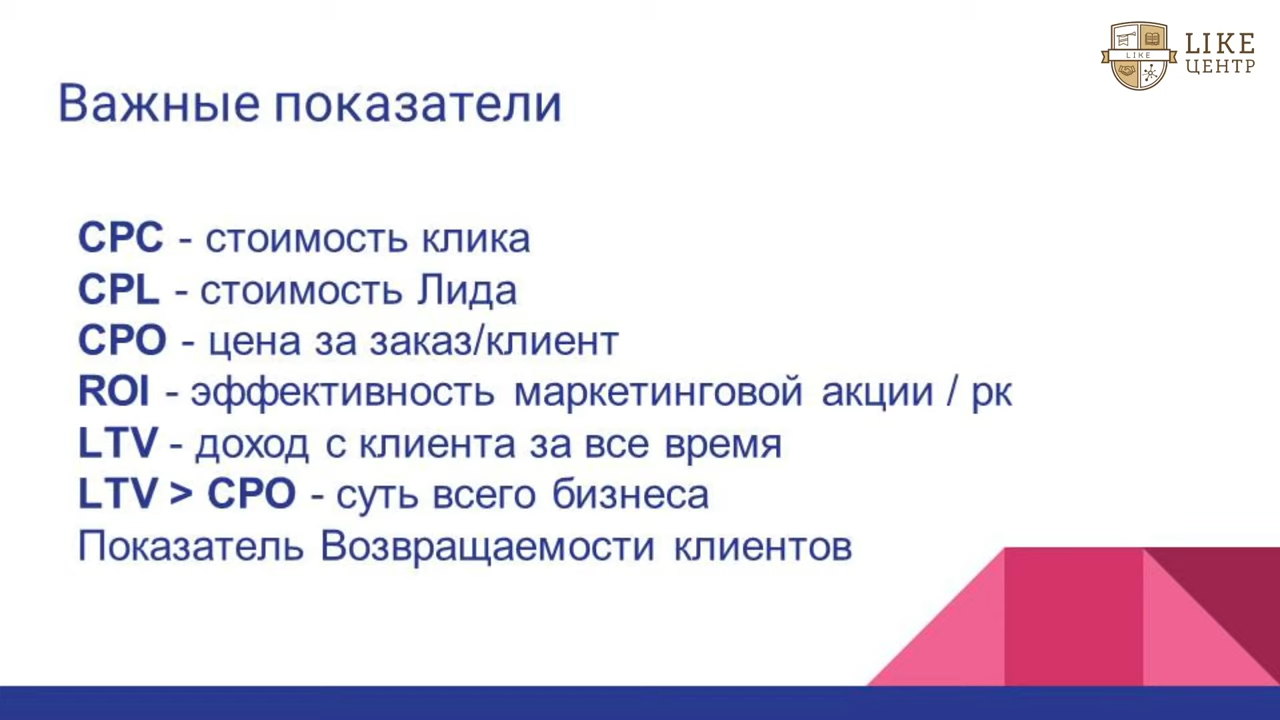 LIKE
ЦЕНТР
LIKE
Важные показатели
CPC - стоимость клика
CPL - стоимость Лида
CPO - цена за заказ/клиент
ROI - эффективность маркетинговой акции / рк
LTV - доход с клиента за все время
LTV > CPO - суть всего бизнеса
Показатель Возвращаемости клиентов